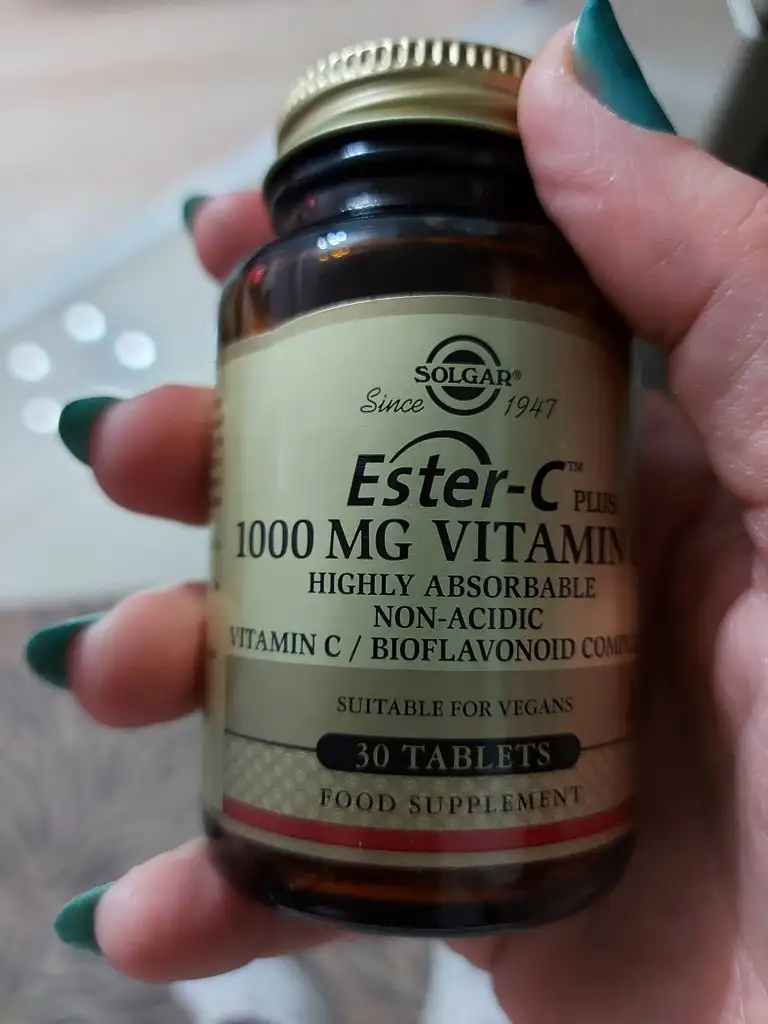 SOLGAR®
Since 1947
Ester-C™ PLUS
1000 MG VITAMIN
HIGHLY ABSORBABLE
NON-ACIDIC
VITAMIN C / BIOFLAVONOID
SUITABLE FOR VEGANS
30 TABLETS
FOOD SUPPLEMENT